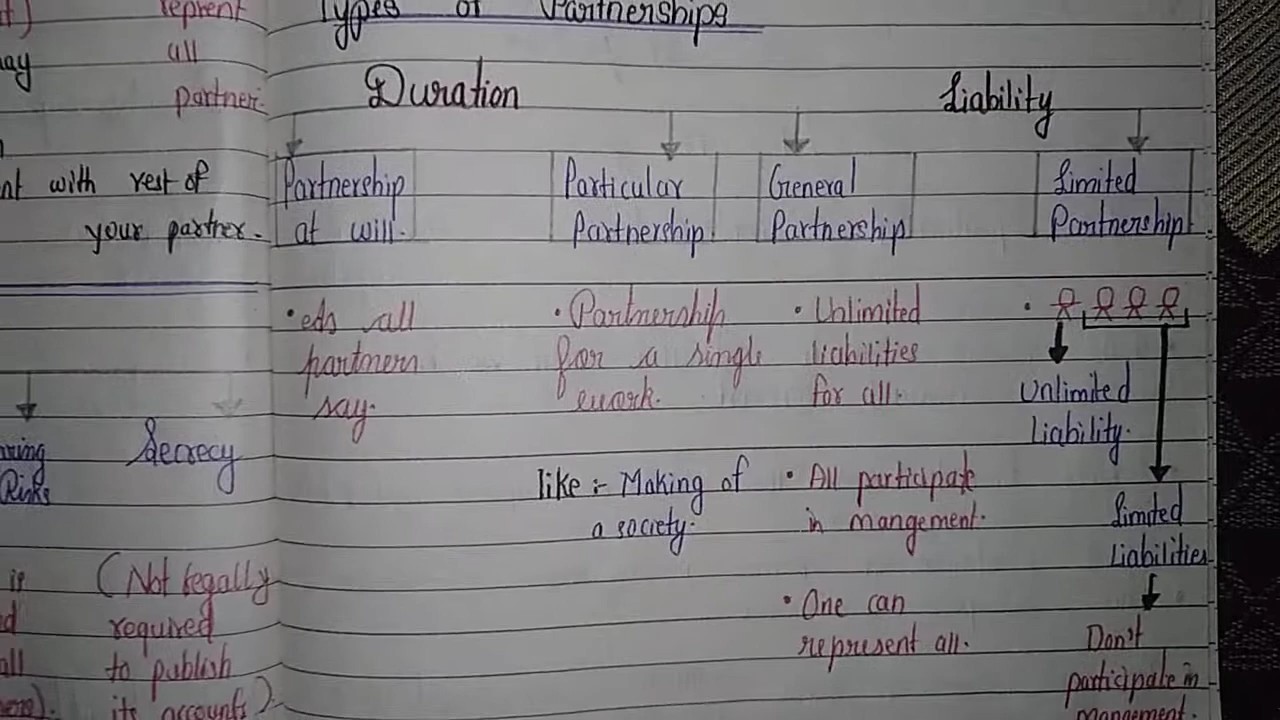 reprent
all
partner.
with rest of
your partner.
Secrecy
Risks
(Not legally
required
to publish
its accounts)
Types of Partnerships
Duration
Liability
Partnership
at will.
Particular
Partnership
General
Partnership
Limited
Partnership
• As all
partners
say.
• Partnership
for a single
work.
like :- Making of
a society.
• Unlimited
liabilities
for all.
• All participate
in mangement.
• One can
represent all.
Unlimited
Liability.
Limited
Liabilities
Don't
participate in
mangement.